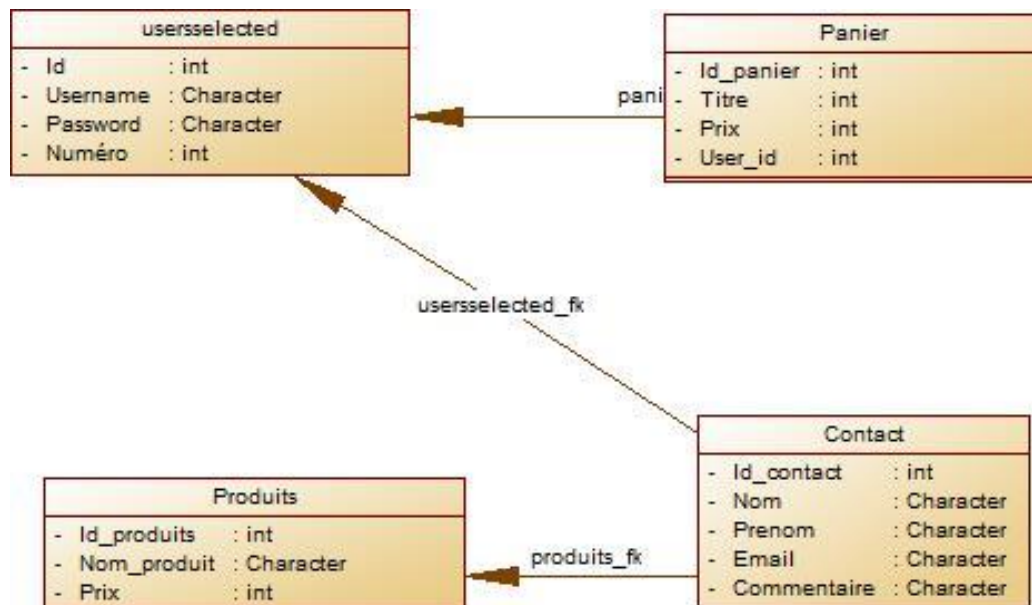 usersselected
- Id : int
- Username : Character
- Password : Character
- Numéro : int
pani
Panier
- Id_panier : int
- Titre : int
- Prix : int
- User_id : int
usersselected_fk
Contact
- Id_contact : int
- Nom : Character
- Prenom : Character
- Email : Character
- Commentaire : Character
produits_fk
Produits
- Id_produits : int
- Nom_produit : Character
- Prix : int